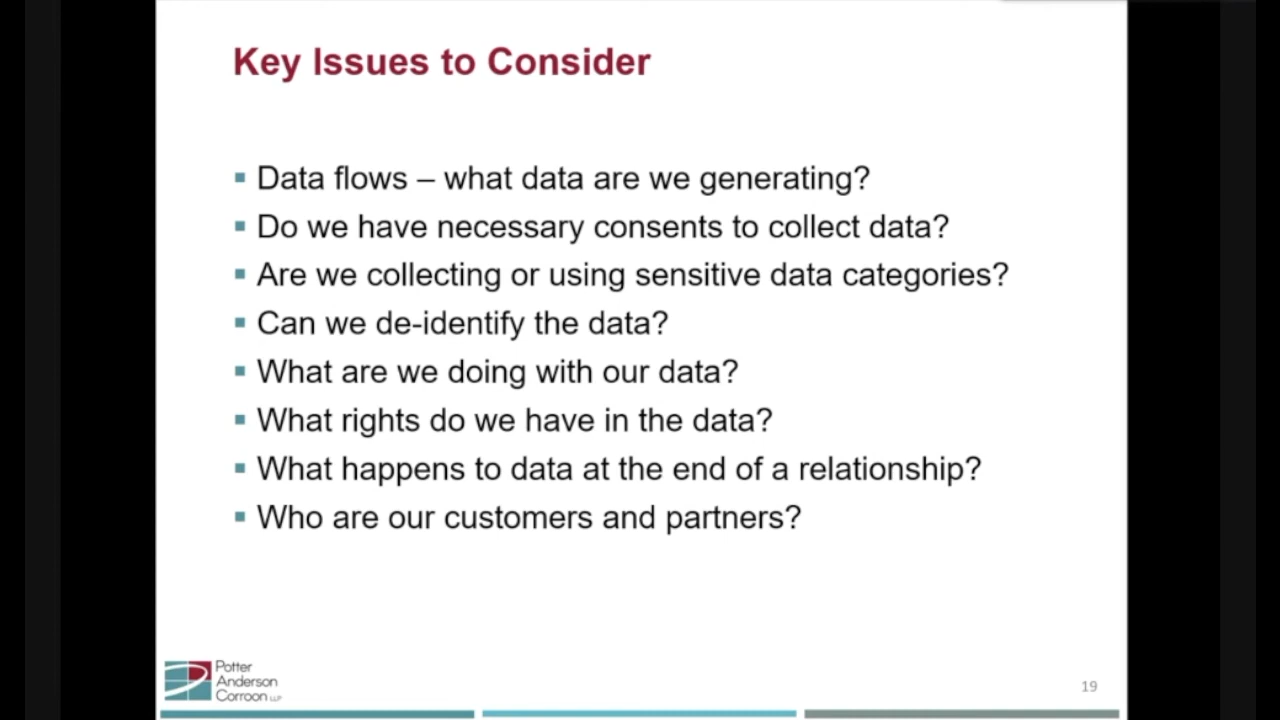 Key Issues to Consider
Data flows – what data are we generating?
Do we have necessary consents to collect data?
Are we collecting or using sensitive data categories?
Can we de-identify the data?
What are we doing with our data?
What rights do we have in the data?
What happens to data at the end of a relationship?
Who are our customers and partners?
Potter
Anderson
Corroon LLP
19